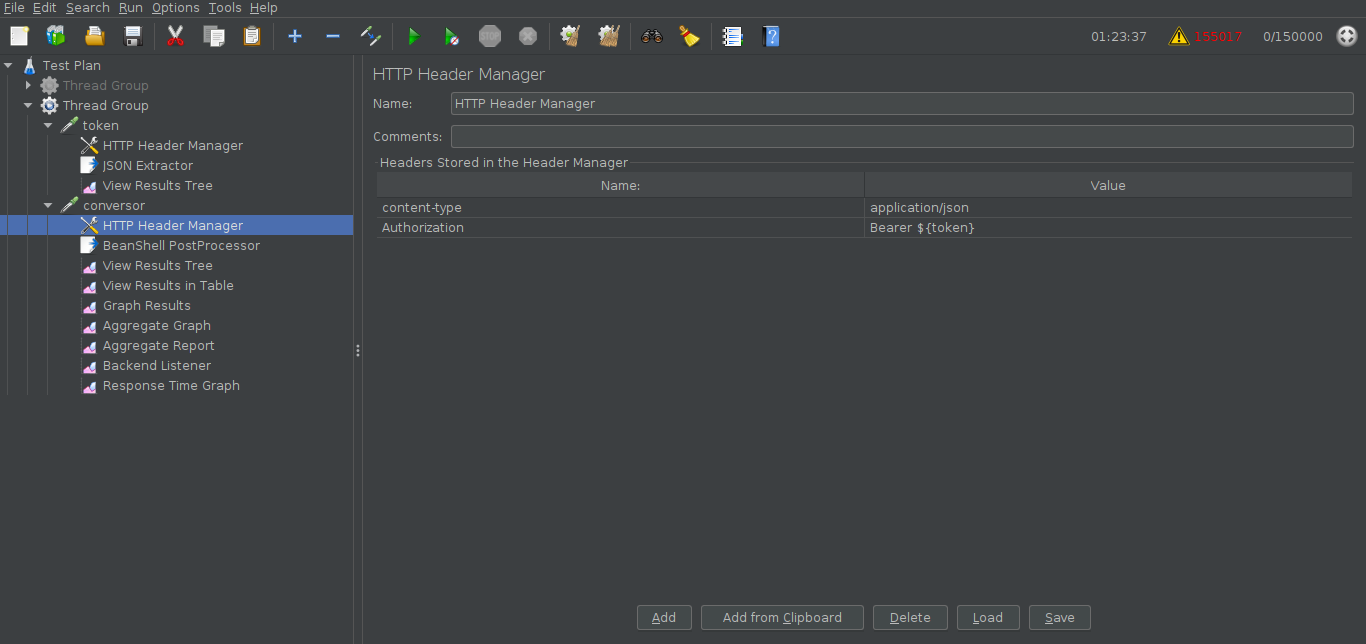 File Edit Search Run Options Tools Help
STOP 01:23:37 155017 0/150000
Test Plan
Thread Group
Thread Group
token
HTTP Header Manager
JSON Extractor
View Results Tree
conversor
HTTP Header Manager
BeanShell PostProcessor
View Results Tree
View Results in Table
Graph Results
Aggregate Graph
Aggregate Report
Backend Listener
Response Time Graph
HTTP Header Manager
Name: HTTP Header Manager
Comments:
Headers Stored in the Header Manager
Name: Value
content-type application/json
Authorization Bearer ${token}
Add Add from Clipboard Delete Load Save